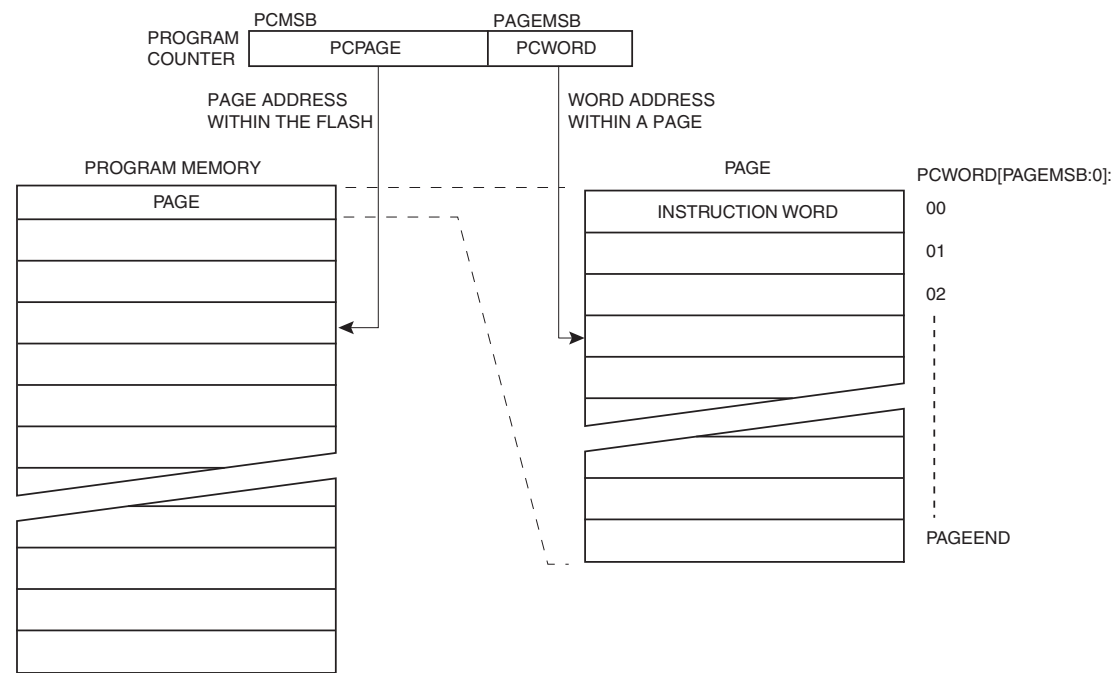 PCMSB
PAGEMSB
PROGRAM
COUNTER
PCPAGE
PCWORD
PAGE ADDRESS
WITHIN THE FLASH
WORD ADDRESS
WITHIN A PAGE
PROGRAM MEMORY
PAGE
PAGE
PCWORD[PAGEMSB:0]:
INSTRUCTION WORD
00
01
02
PAGEEND